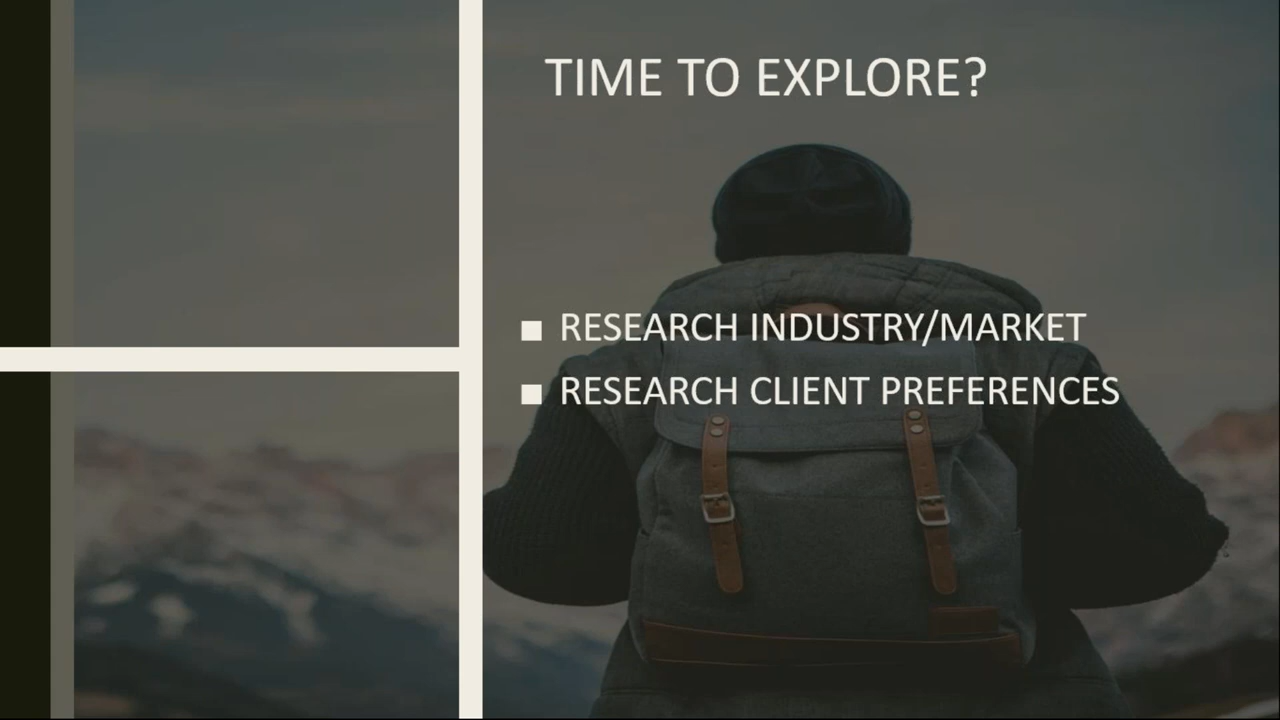 TIME TO EXPLORE?
■ RESEARCH INDUSTRY/MARKET
■ RESEARCH CLIENT PREFERENCES